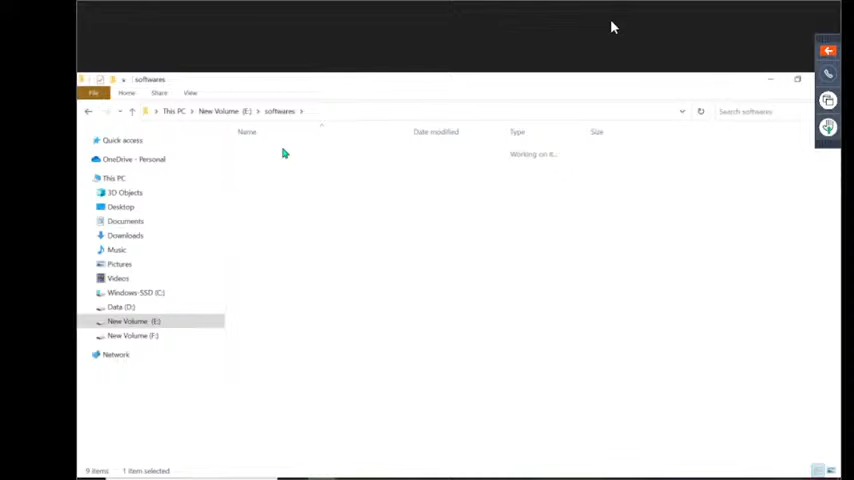 softwares
File Home Share View
This PC New Volume (E:) softwares Search softwares
Name Date modified Type Size
Working on it...
Quick access
OneDrive - Personal
This PC
3D Objects
Desktop
Documents
Downloads
Music
Pictures
Videos
Windows-SSD (C:)
Data (D:)
New Volume (E:)
New Volume (F:)
Network
9 items 1 item selected